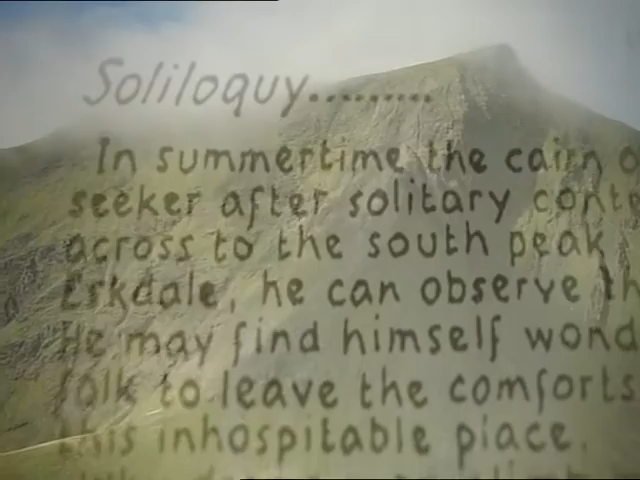 Soliloquy.........
In summertime the cairn o
seeker after solitary conte
across to the south peak
Eskdale, he can observe th
He may find himself wond
folk to leave the comforts
this inhospitable place.